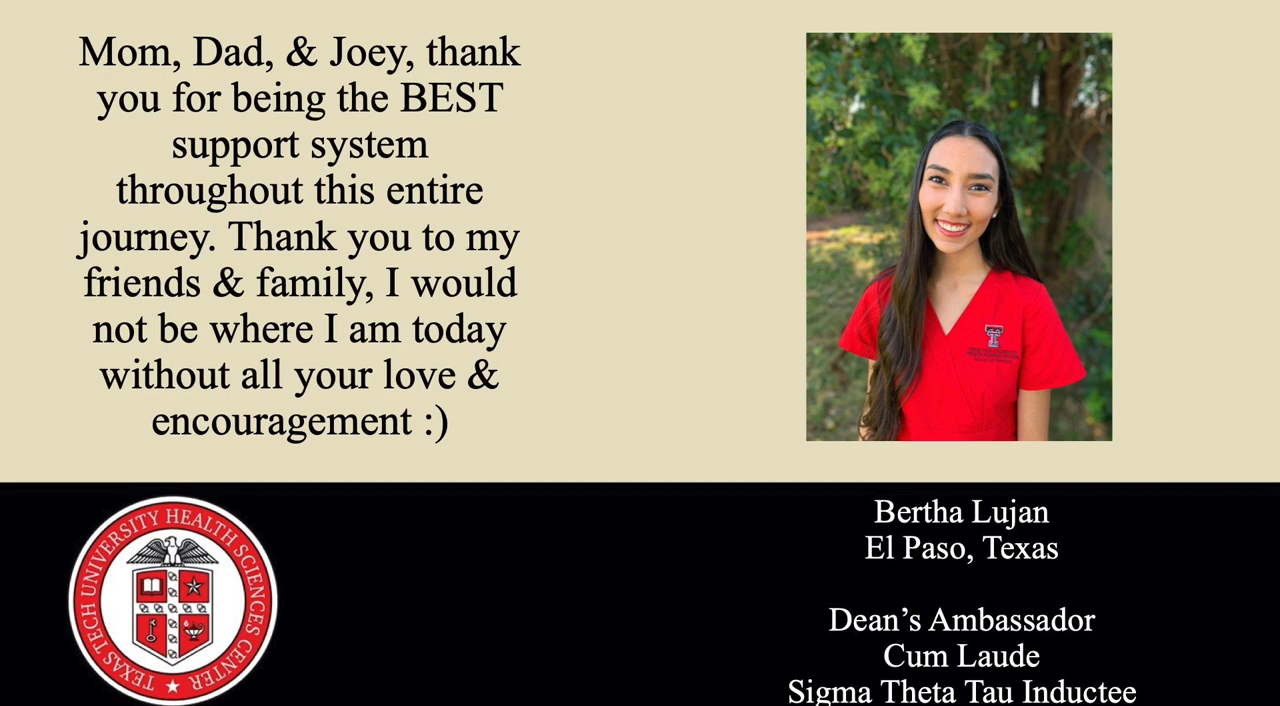 Mom, Dad, & Joey, thank
you for being the BEST
support system
throughout this entire
journey. Thank you to my
friends & family, I would
not be where I am today
without all your love &
encouragement :)
TEXAS TECH UNIVERSITY HEALTH SCIENCES CENTER
Bertha Lujan
El Paso, Texas
Dean’s Ambassador
Cum Laude
Sigma Theta Tau Inductee